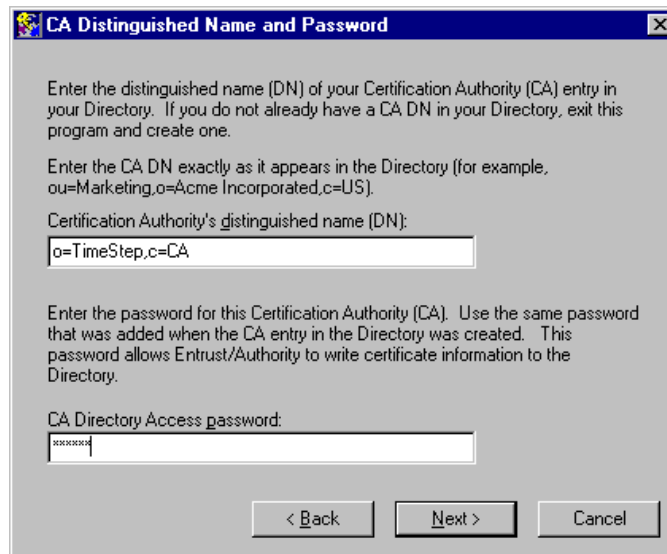 CA Distinguished Name and Password
Enter the distinguished name (DN) of your Certification Authority (CA) entry in
your Directory. If you do not already have a CA DN in your Directory, exit this
program and create one.
Enter the CA DN exactly as it appears in the Directory (for example,
ou=Marketing,o=Acme Incorporated,c=US).
Certification Authority's distinguished name (DN):
o=TimeStep,c=CA
Enter the password for this Certification Authority (CA). Use the same password
that was added when the CA entry in the Directory was created. This
password allows Entrust/Authority to write certificate information to the
Directory.
CA Directory Access password:
******
< Back
Next >
Cancel